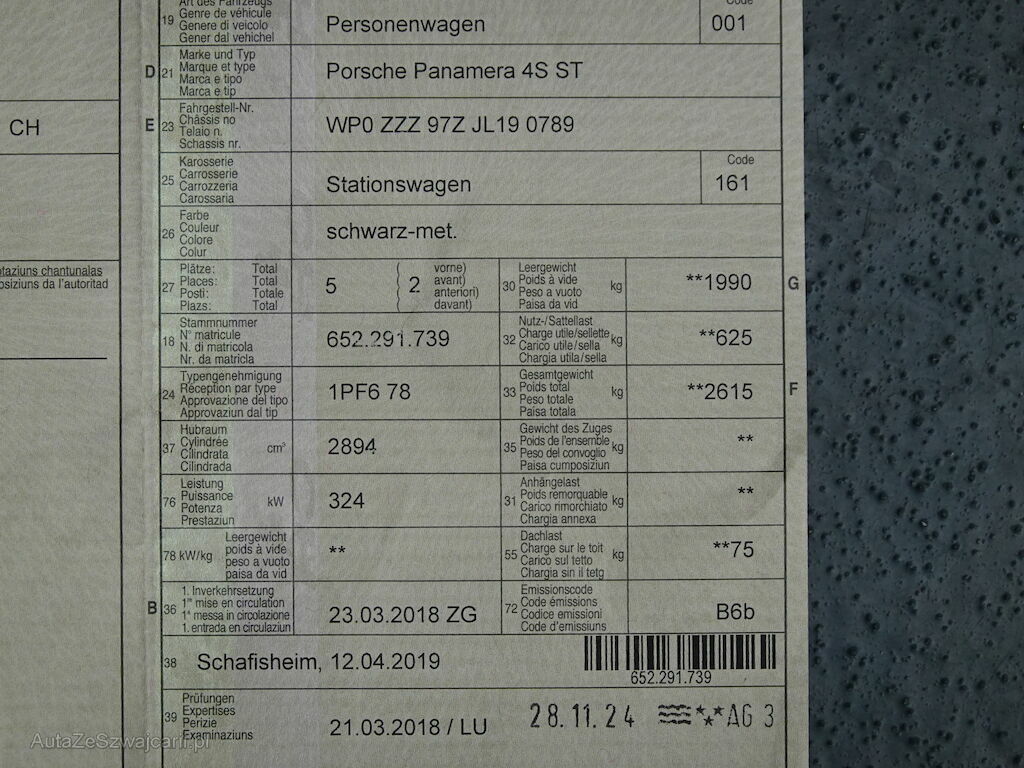 Art des Fahrzeugs
19 Genre de véhicule
Genere di veicolo
Gener dal vehichel
Personenwagen
Code
001
D 21 Marke und Typ
Marque et type
Marca e tipo
Marca e tip
Porsche Panamera 4S ST
CH
E 23 Fahrgestell-Nr.
Châssis no
Telaio n.
Schassis nr.
WP0 ZZZ 97Z JL19 0789
25 Karosserie
Carrosserie
Carrozzeria
Carossaria
Stationswagen
Code
161
26 Farbe
Couleur
Colore
Colur
schwarz-met.
taziuns chantunalas
osiziuns da l'autoritad
27 Plätze: Total
Places: Total
Posti: Totale
Plazs: Total
5 ( 2 vorne)
( avant)
( anteriori)
( davant)
30 Leergewicht
Poids à vide
Peso a vuoto
Paisa da vid
kg
**1990 G
18 Stammnummer
N° matricule
N. di matricola
Nr. da matricla
652.291.739
32 Nutz-/Sattellast
Charge utile/sellette
Carico utile/sella
Chargia utila/sella
kg
**625
24 Typengenehmigung
Réception par type
Approvazione del tipo
Approvaziun dal tip
1PF6 78
33 Gesamtgewicht
Poids total
Peso totale
Paisa totala
kg
**2615 F
37 Hubraum
Cylindrée
Cilindrata
Cilindrada
cm³
2894
35 Gewicht des Zuges
Poids de l'ensemble
Peso del convoglio
Paisa cumposiziun
kg
**
76 Leistung
Puissance
Potenza
Prestaziun
kW
324
31 Anhängelast
Poids remorquable
Carico rimorchiato
Chargia annexa
kg
**
78 kW/kg
Leergewicht
poids à vide
peso a vuoto
paisa da vid
**
55 Dachlast
Charge sur le toit
Carico sul tetto
Chargia sin il tetg
kg
**75
B 36 1. Inverkehrsetzung
1re mise en circulation
1a messa in circolazione
1. entrada en circulaziun
23.03.2018 ZG
72 Emissionscode
Code émissions
Codice emissioni
Code d'emissiuns
B6b
38 Schafisheim, 12.04.2019
652.291.739
39 Prüfungen
Expertises
Perizie
Examinaziuns
21.03.2018 / LU
28.11.24 AG 3
AutaZeSzwajcarii.pl